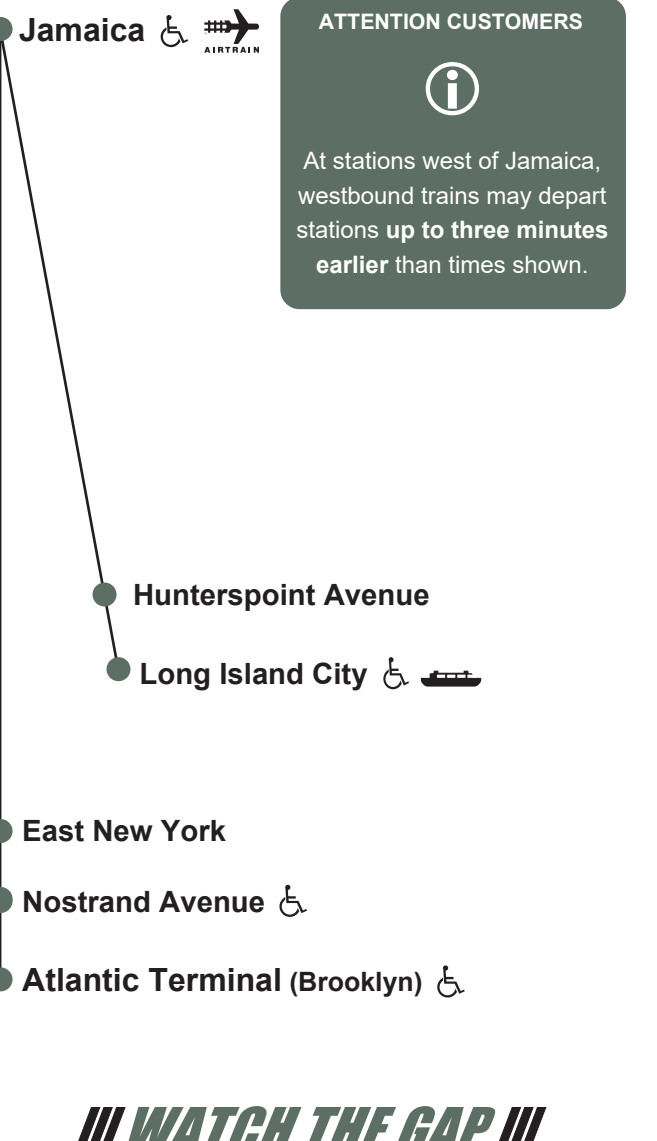 Jamaica
AIRTRAIN
ATTENTION CUSTOMERS
At stations west of Jamaica,
westbound trains may depart
stations up to three minutes
earlier than times shown.
Hunterspoint Avenue
Long Island City
East New York
Nostrand Avenue
Atlantic Terminal (Brooklyn)
WATCH THE GAP